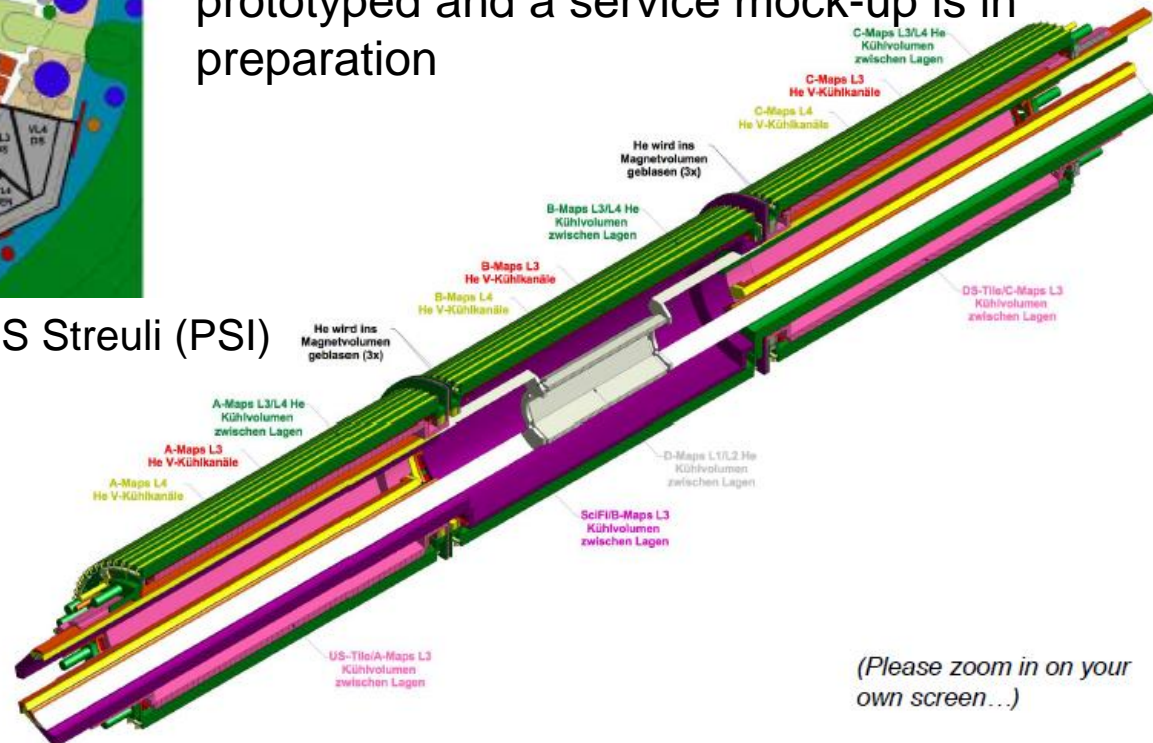 prototyped and a service mock-up is in
preparation
C-Maps L3/L4 He
Kühlvolumen
zwischen Lagen
C-Maps L3
He V-Kühlkanäle
C-Maps L4
He V-Kühlkanäle
He wird ins
Magnetvolumen
geblasen (3x)
B-Maps L3/L4 He
Kühlvolumen
zwischen Lagen
B-Maps L3
He V-Kühlkanäle
B-Maps L4
He V-Kühlkanäle
DS-Tile/C-Maps L3
Kühlvolumen
zwischen Lagen
S Streuli (PSI)
He wird ins
Magnetvolumen
geblasen (3x)
A-Maps L3/L4 He
Kühlvolumen
zwischen Lagen
A-Maps L3
He V-Kühlkanäle
A-Maps L4
He V-Kühlkanäle
D-Maps L1/L2 He
Kühlvolumen
zwischen Lagen
SciFi/B-Maps L3
Kühlvolumen
zwischen Lagen
US-Tile/A-Maps L3
Kühlvolumen
zwischen Lagen
(Please zoom in on your
own screen…)
VL4
DS